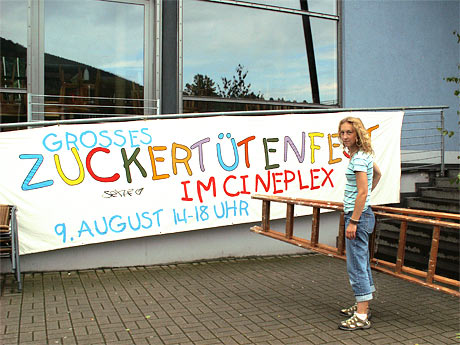 GROSSES
ZUCKERTÜTENFEST
IM CINEPLEX
9. AUGUST 14-18 UHR